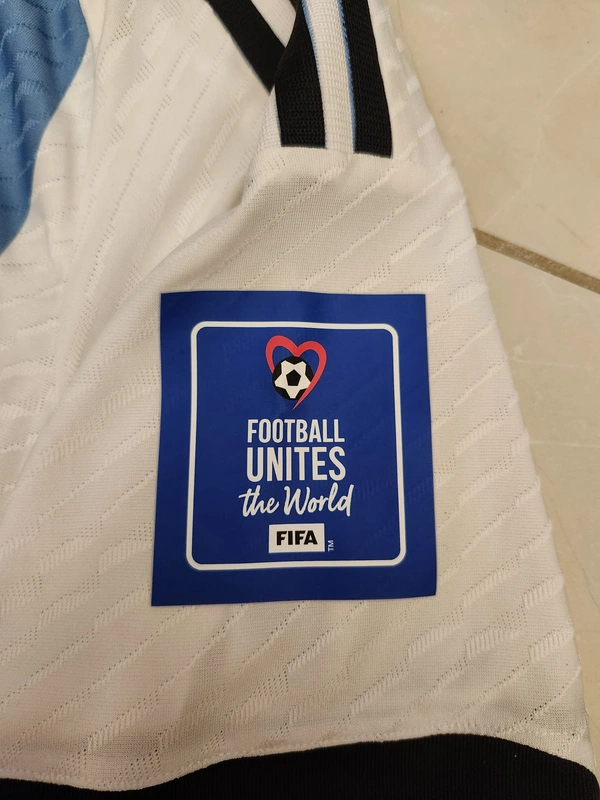 FOOTBALL
UNITES
the World
FIFA TM